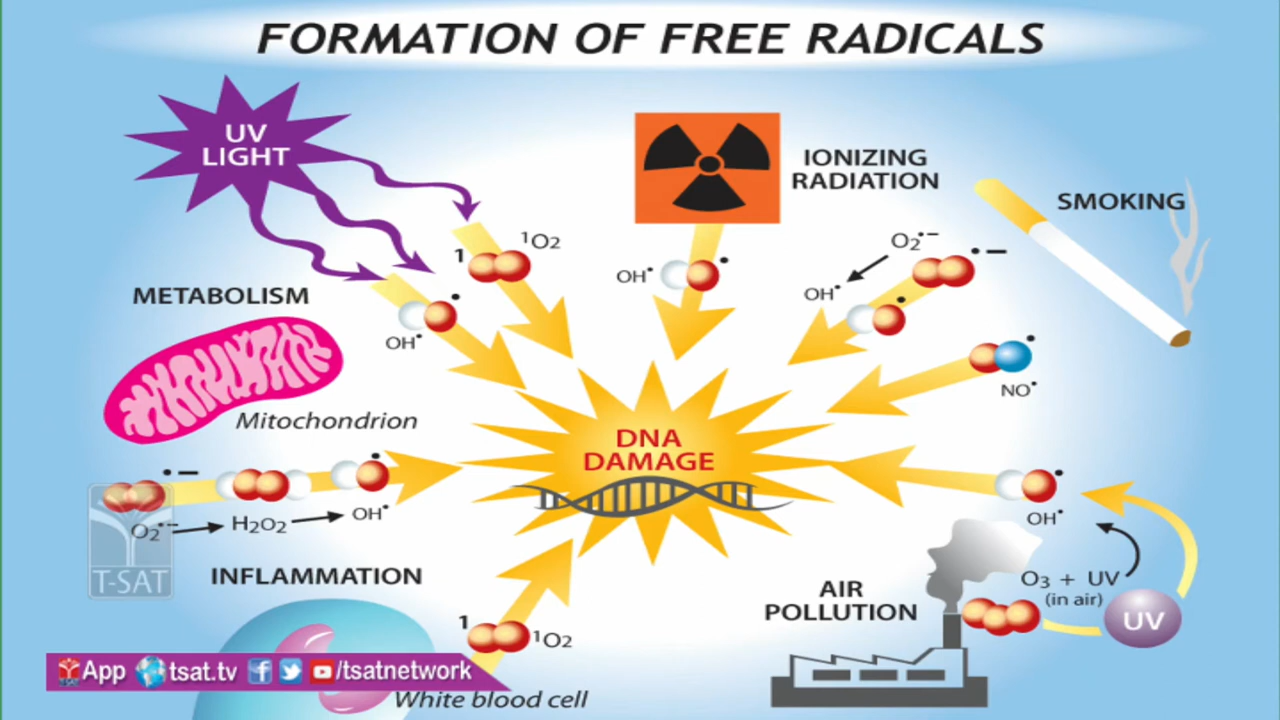 FORMATION OF FREE RADICALS
UV
LIGHT
IONIZING
RADIATION
SMOKING
1
¹O₂
OH•
O₂•−
OH•
METABOLISM
OH•
Mitochondrion
NO•
DNA
DAMAGE
O₂•− H₂O₂ OH•
OH•
T-SAT
INFLAMMATION
AIR
POLLUTION
O₃ + UV
(in air)
UV
1
¹O₂
App tsat.tv /tsatnetwork
White blood cell